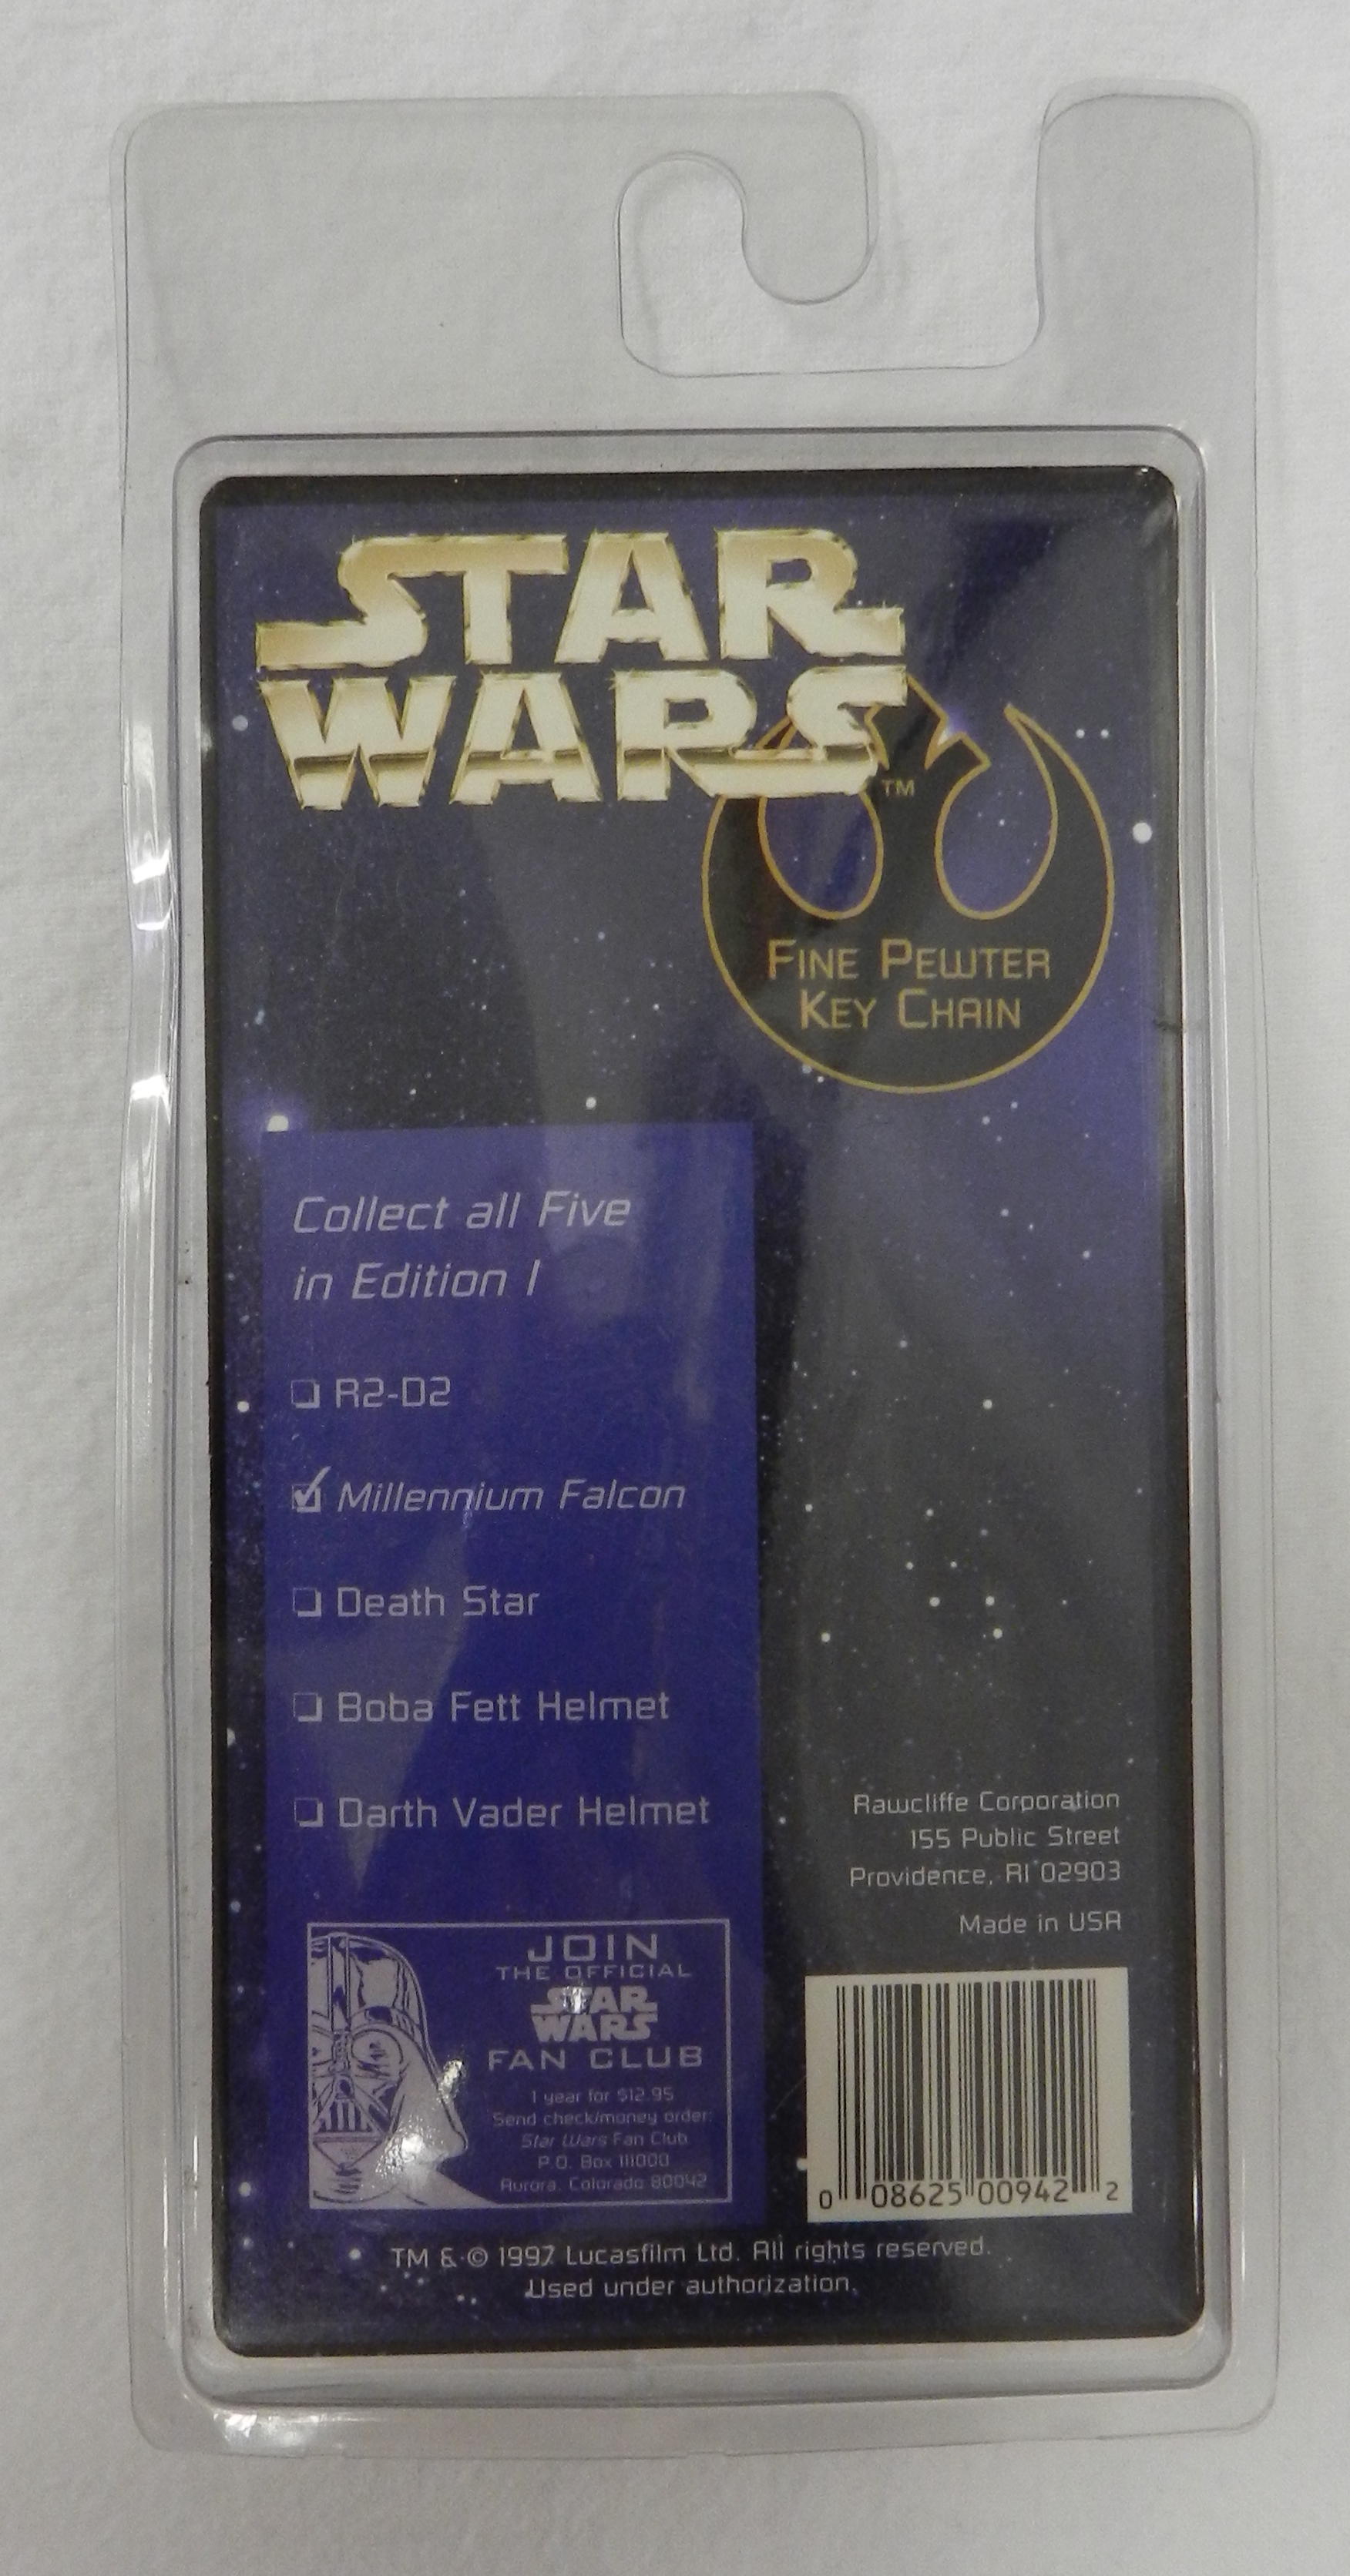 STAR
WARS
TM
FINE PEWTER
KEY CHAIN
Collect all Five
in Edition I
R2-D2
Millennium Falcon
Death Star
Boba Fett Helmet
Darth Vader Helmet
Rawcliffe Corporation
155 Public Street
Providence, RI 02903
Made in USA
JOIN
THE OFFICIAL
STAR
WARS
FAN CLUB
1 year for $12.95
Send check/money order:
Star Wars Fan Club
P.O. Box 111000
Aurora, Colorado 80042
0 08625 00942 2
TM & © 1997 Lucasfilm Ltd. All rights reserved.
Used under authorization.